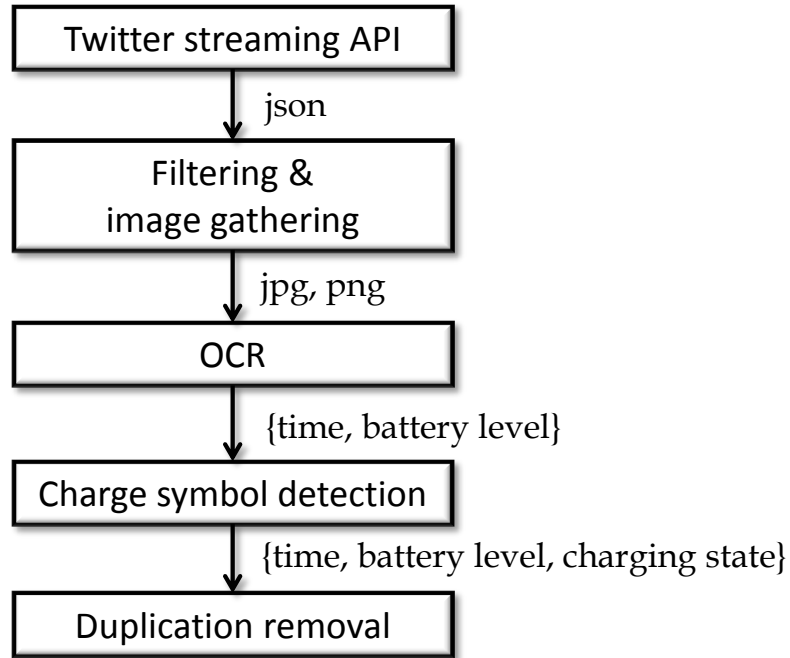 Twitter streaming API
json
Filtering &
image gathering
jpg, png
OCR
{time, battery level}
Charge symbol detection
{time, battery level, charging state}
Duplication removal